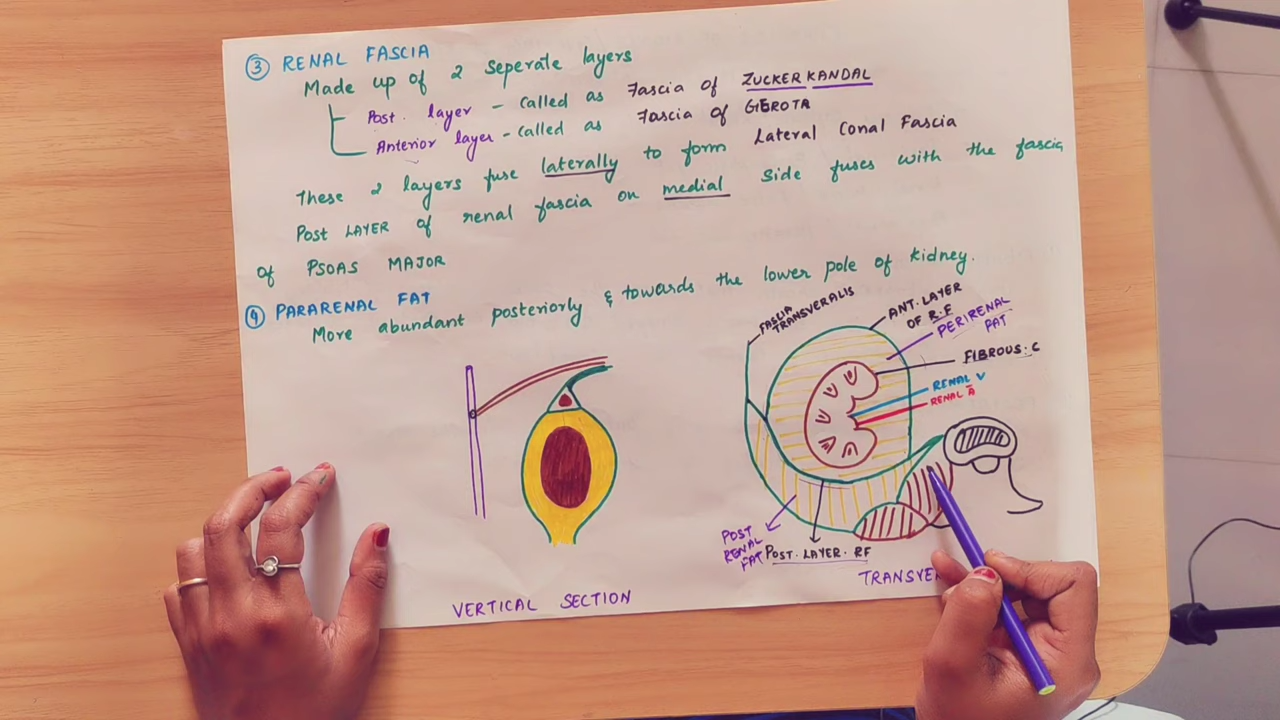 ③ RENAL FASCIA
Made up of 2 seperate layers
Post. layer - called as Fascia of ZUCKERKANDAL
Anterior layer - called as Fascia of GEROTA
These 2 layers fuse laterally to form Lateral Conal Fascia
Post LAYER of renal fascia on medial side fuses with the fascia
of PSOAS MAJOR
④ PARARENAL FAT
More abundant posteriorly & towards the lower pole of kidney.
FASCIA TRANSVERALIS
ANT. LAYER
OF R.F
PERIRENAL
FAT
FIBROUS. C
RENAL V
RENAL A
POST
RENAL
FAT
POST. LAYER. RF
VERTICAL SECTION